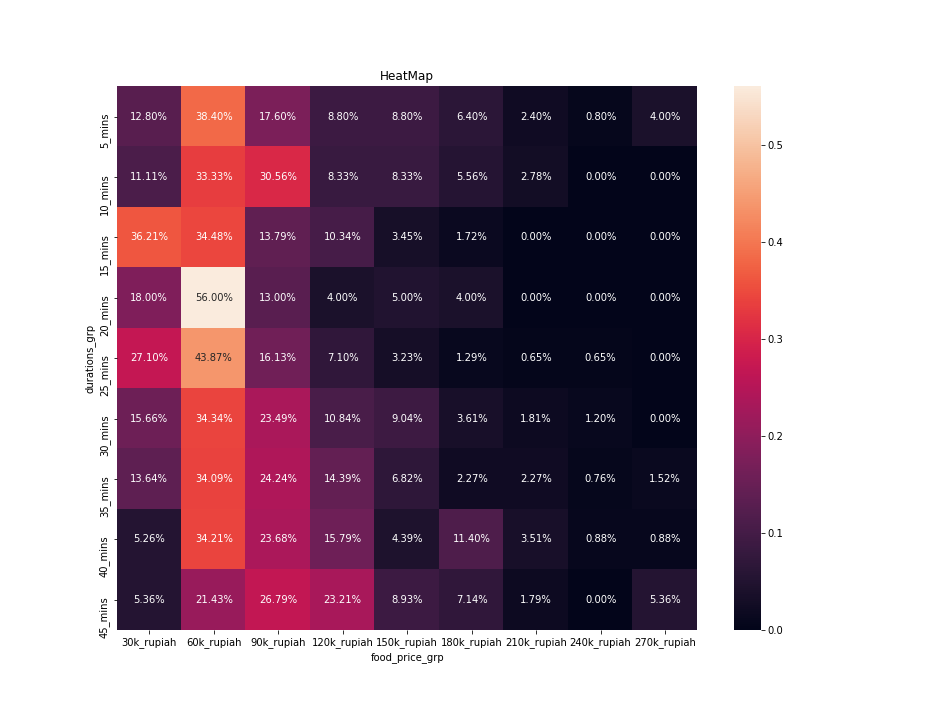 HeatMap
5_mins 12.80% 38.40% 17.60% 8.80% 8.80% 6.40% 2.40% 0.80% 4.00%
10_mins 11.11% 33.33% 30.56% 8.33% 8.33% 5.56% 2.78% 0.00% 0.00%
15_mins 36.21% 34.48% 13.79% 10.34% 3.45% 1.72% 0.00% 0.00% 0.00%
20_mins 18.00% 56.00% 13.00% 4.00% 5.00% 4.00% 0.00% 0.00% 0.00%
25_mins 27.10% 43.87% 16.13% 7.10% 3.23% 1.29% 0.65% 0.65% 0.00%
30_mins 15.66% 34.34% 23.49% 10.84% 9.04% 3.61% 1.81% 1.20% 0.00%
35_mins 13.64% 34.09% 24.24% 14.39% 6.82% 2.27% 2.27% 0.76% 1.52%
40_mins 5.26% 34.21% 23.68% 15.79% 4.39% 11.40% 3.51% 0.88% 0.88%
45_mins 5.36% 21.43% 26.79% 23.21% 8.93% 7.14% 1.79% 0.00% 5.36%
durations_grp
30k_rupiah 60k_rupiah 90k_rupiah 120k_rupiah 150k_rupiah 180k_rupiah 210k_rupiah 240k_rupiah 270k_rupiah
food_price_grp
0.5
0.4
0.3
0.2
0.1
0.0